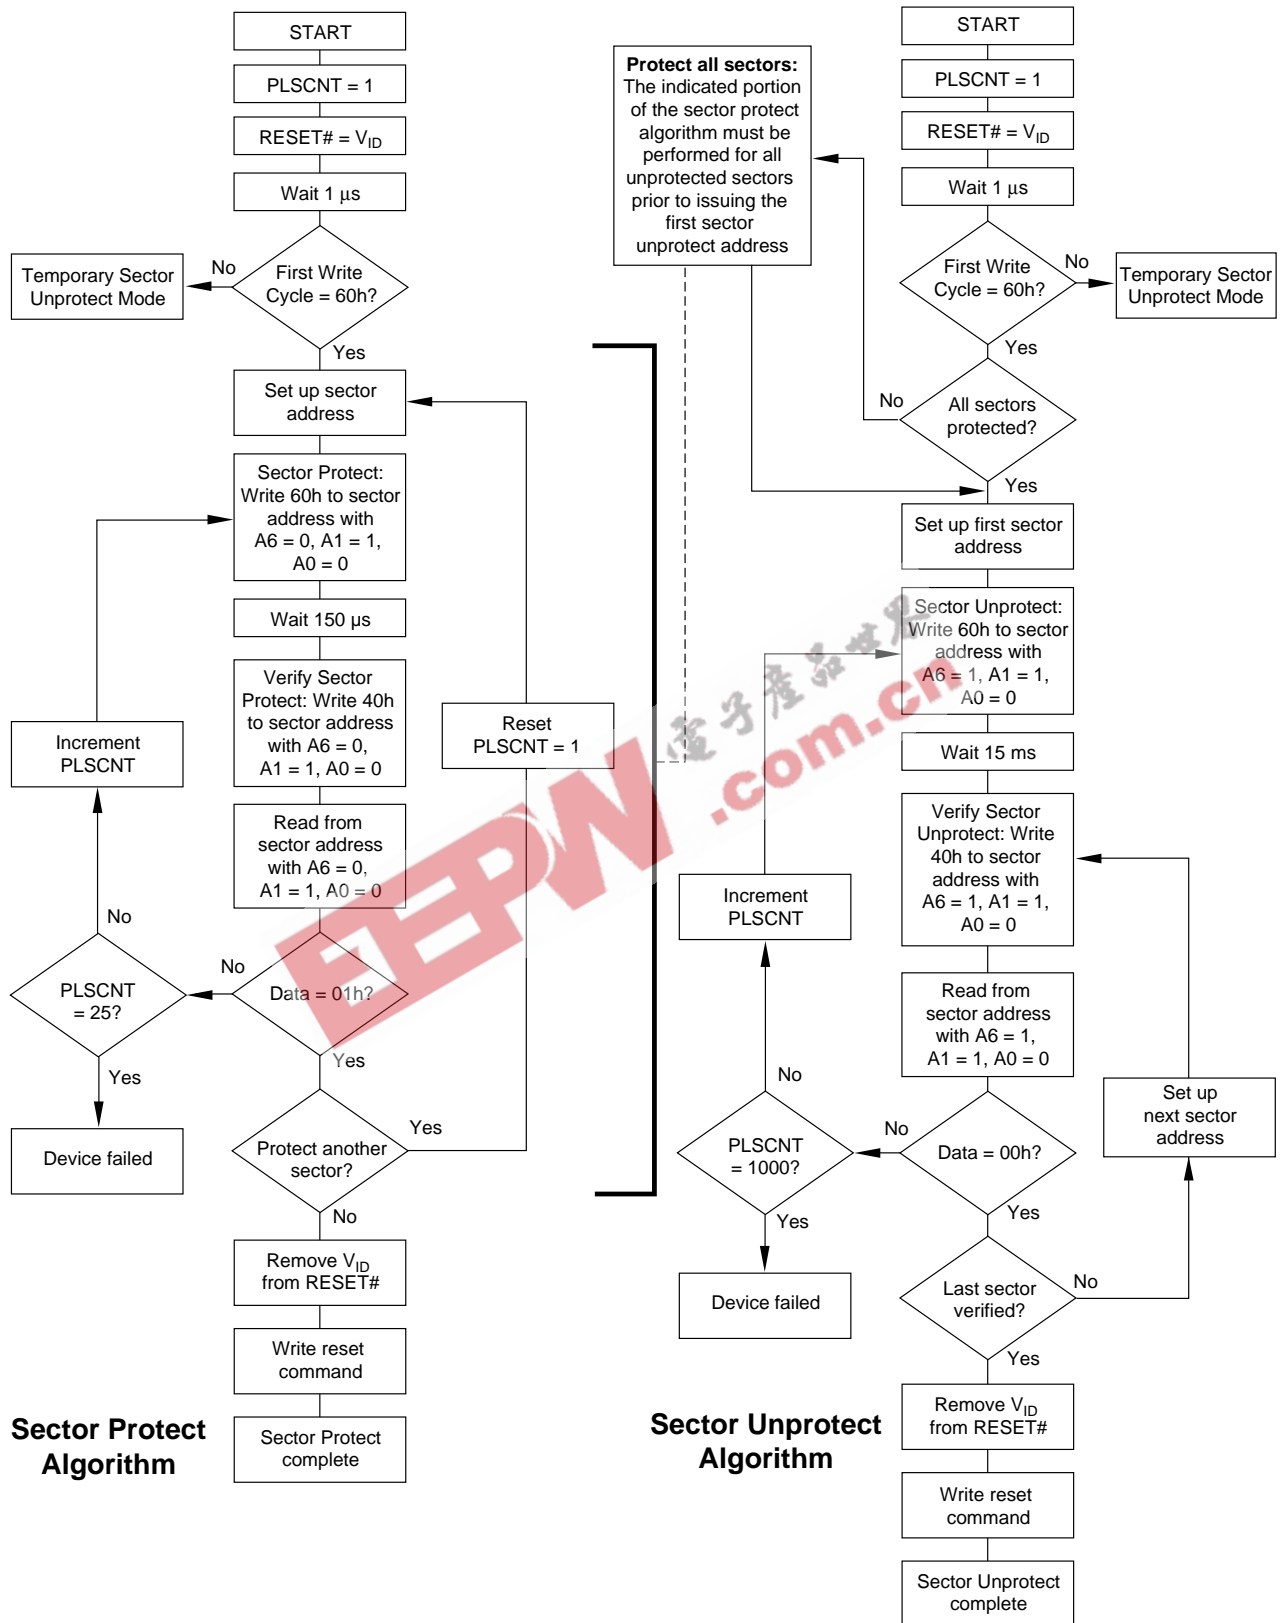 START
PLSCNT = 1
RESET# = VID
Wait 1 μs
First Write
Cycle = 60h?
No
Temporary Sector
Unprotect Mode
Yes
Set up sector
address
Sector Protect:
Write 60h to sector
address with
A6 = 0, A1 = 1,
A0 = 0
Wait 150 μs
Verify Sector
Protect: Write 40h
to sector address
with A6 = 0,
A1 = 1, A0 = 0
Read from
sector address
with A6 = 0,
A1 = 1, A0 = 0
Data = 01h?
No
PLSCNT
= 25?
No
Increment
PLSCNT
Yes
Device failed
Yes
Protect another
sector?
Yes
Reset
PLSCNT = 1
No
Remove VID
from RESET#
Write reset
command
Sector Protect
complete
Sector Protect
Algorithm
Protect all sectors:
The indicated portion
of the sector protect
algorithm must be
performed for all
unprotected sectors
prior to issuing the
first sector
unprotect address
START
PLSCNT = 1
RESET# = VID
Wait 1 μs
First Write
Cycle = 60h?
No
Temporary Sector
Unprotect Mode
Yes
All sectors
protected?
No
Yes
Set up first sector
address
Sector Unprotect:
Write 60h to sector
address with
A6 = 1, A1 = 1,
A0 = 0
Wait 15 ms
Verify Sector
Unprotect: Write
40h to sector
address with
A6 = 1, A1 = 1,
A0 = 0
Read from
sector address
with A6 = 1,
A1 = 1, A0 = 0
Data = 00h?
No
PLSCNT
= 1000?
No
Increment
PLSCNT
Yes
Device failed
Yes
Last sector
verified?
No
Set up
next sector
address
Yes
Remove VID
from RESET#
Write reset
command
Sector Unprotect
complete
Sector Unprotect
Algorithm
EEPW
電子產品世界
.com.cn